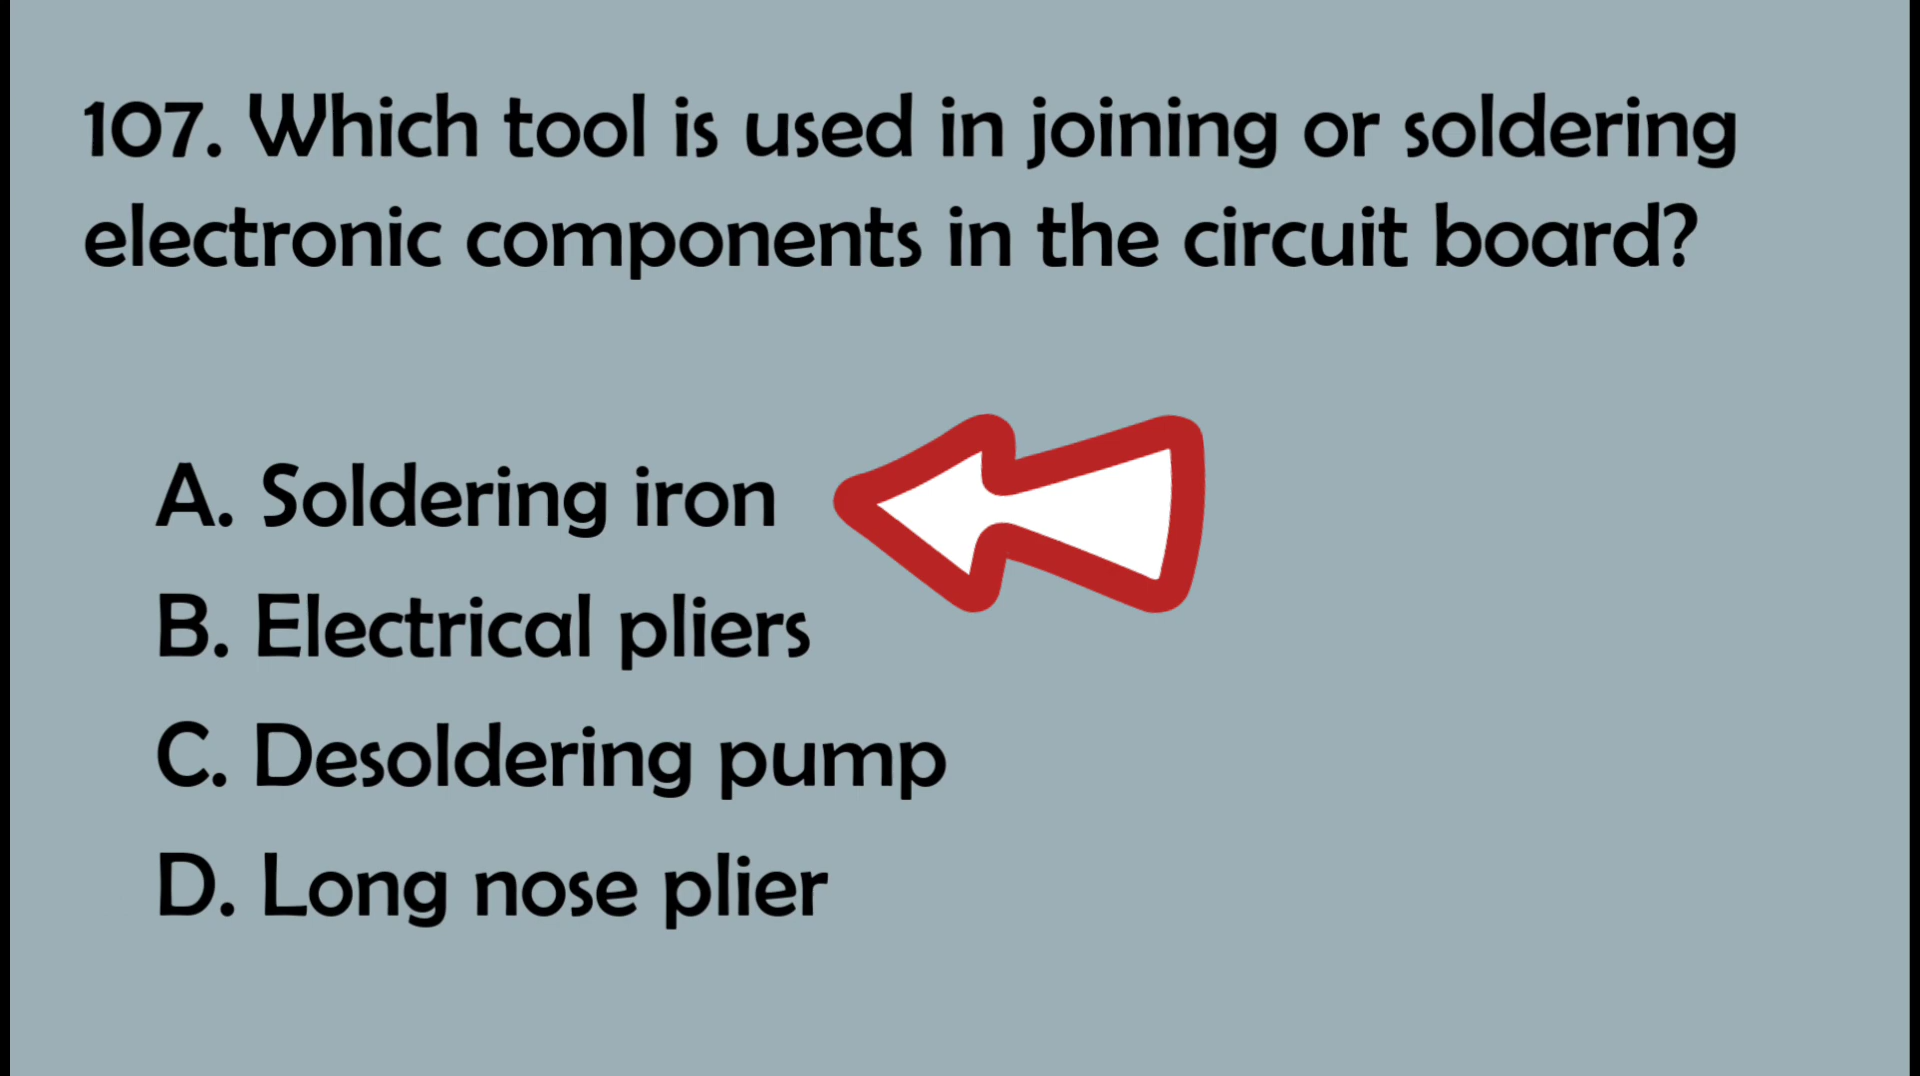 107. Which tool is used in joining or soldering
electronic components in the circuit board?
A. Soldering iron
B. Electrical pliers
C. Desoldering pump
D. Long nose plier